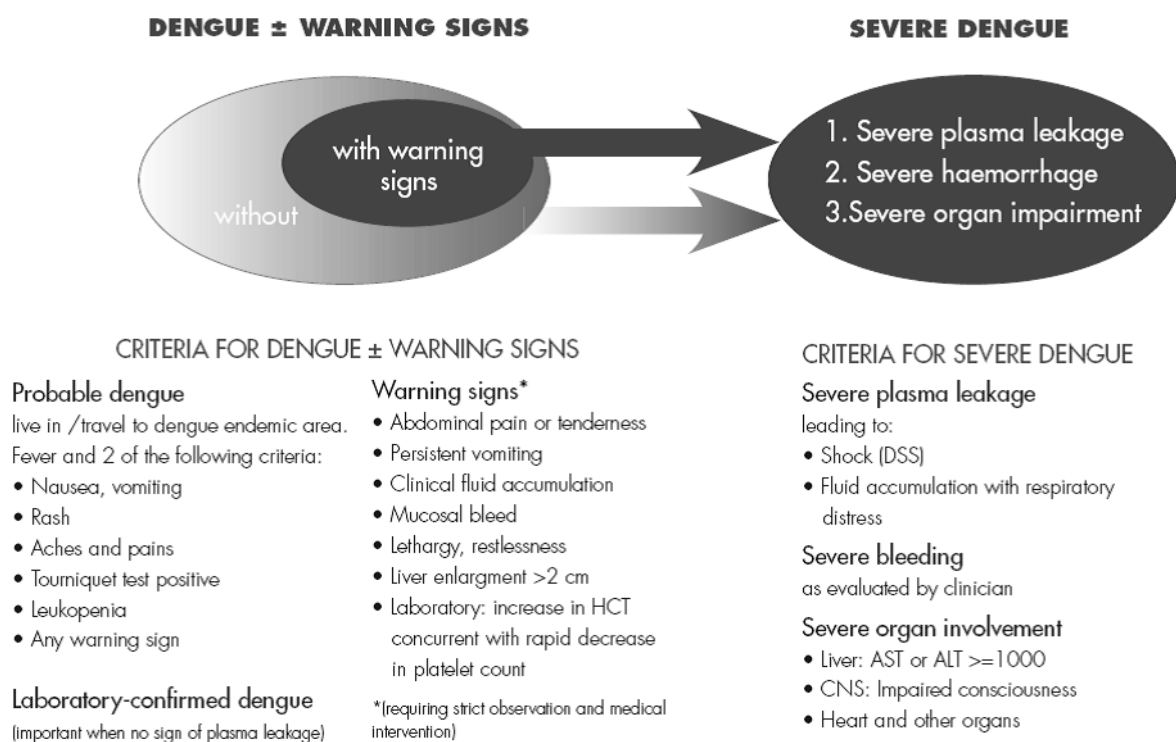 DENGUE ± WARNING SIGNS
SEVERE DENGUE
with warning
signs
without
1. Severe plasma leakage
2. Severe haemorrhage
3.Severe organ impairment
CRITERIA FOR DENGUE ± WARNING SIGNS
Probable dengue
live in /travel to dengue endemic area.
Fever and 2 of the following criteria:
• Nausea, vomiting
• Rash
• Aches and pains
• Tourniquet test positive
• Leukopenia
• Any warning sign
Laboratory-confirmed dengue
(important when no sign of plasma leakage)
Warning signs*
• Abdominal pain or tenderness
• Persistent vomiting
• Clinical fluid accumulation
• Mucosal bleed
• Lethargy, restlessness
• Liver enlargment >2 cm
• Laboratory: increase in HCT
concurrent with rapid decrease
in platelet count
*(requiring strict observation and medical
intervention)
CRITERIA FOR SEVERE DENGUE
Severe plasma leakage
leading to:
• Shock (DSS)
• Fluid accumulation with respiratory
distress
Severe bleeding
as evaluated by clinician
Severe organ involvement
• Liver: AST or ALT >=1000
• CNS: Impaired consciousness
• Heart and other organs